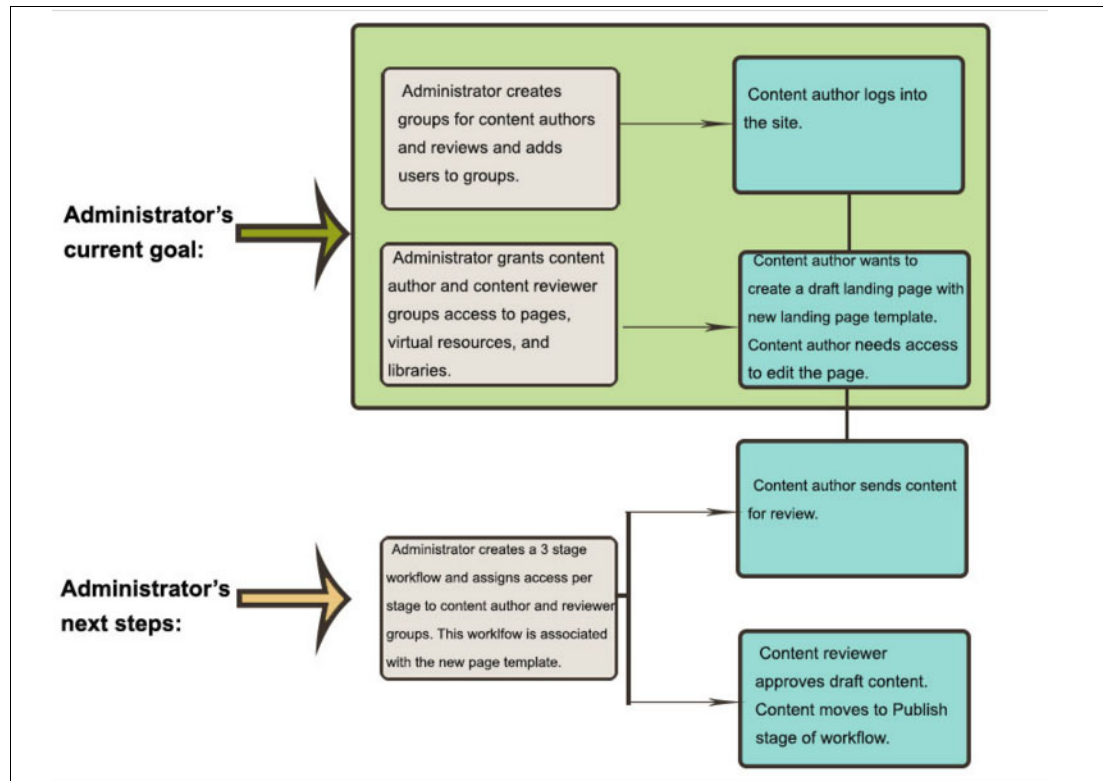 Administrator creates
groups for content authors
and reviews and adds
users to groups.
Content author logs into
the site.
Administrator's
current goal:
Administrator grants content
author and content reviewer
groups access to pages,
virtual resources, and
libraries.
Content author wants to
create a draft landing page with
new landing page template.
Content author needs access
to edit the page.
Content author sends content
for review.
Administrator's
next steps:
Administrator creates a 3 stage
workflow and assigns access per
stage to content author and reviewer
groups. This worklfow is associated
with the new page template.
Content reviewer
approves draft content.
Content moves to Publish
stage of workflow.